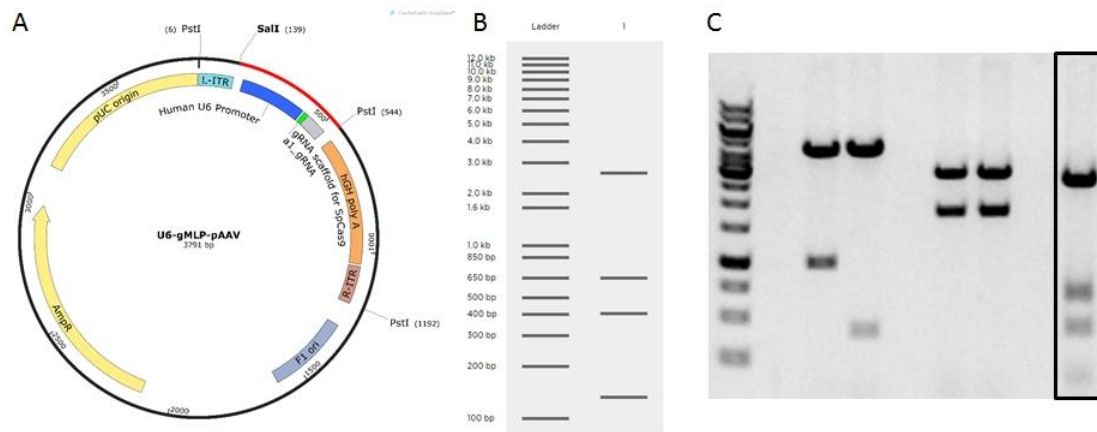 A
B
C
(6) PstI
SalI (139)
PstI (544)
PstI (1192)
L-ITR
pUC origin
Human U6 Promoter
a1_gRNA
gRNA scaffold for SpCas9
hGH poly A
R-ITR
F1 ori
AmpR
500
1000
1500
2000
2500
3000
3500
U6-gMLP-pAAV
3791 bp
Ladder 1
12.0 kb
11.0 kb
10.0 kb
9.0 kb
8.0 kb
7.0 kb
6.0 kb
5.0 kb
4.0 kb
3.0 kb
2.0 kb
1.6 kb
1.0 kb
850 bp
650 bp
500 bp
400 bp
300 bp
200 bp
100 bp